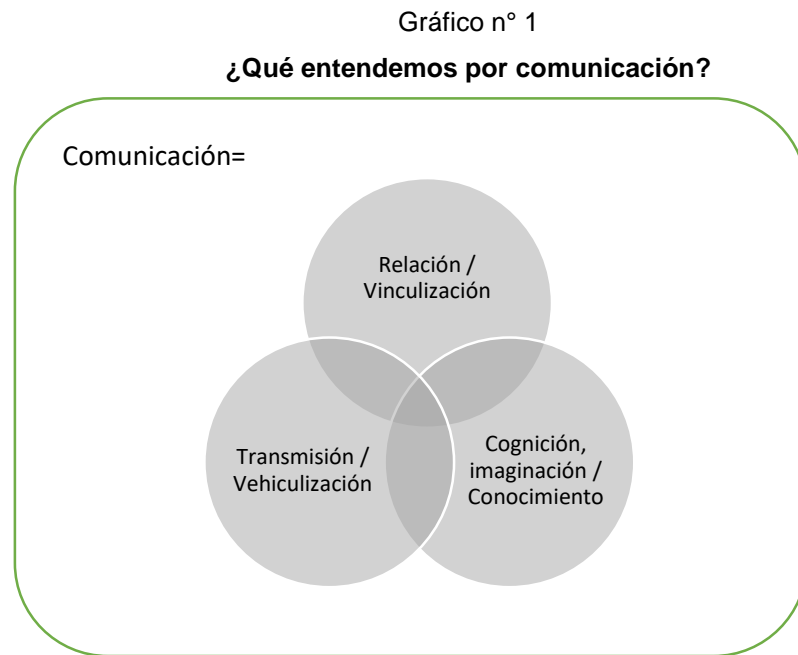 Gráfico n° 1
¿Qué entendemos por comunicación?
Comunicación=
Relación /
Vinculización
Transmisión /
Vehiculización
Cognición,
imaginación /
Conocimiento